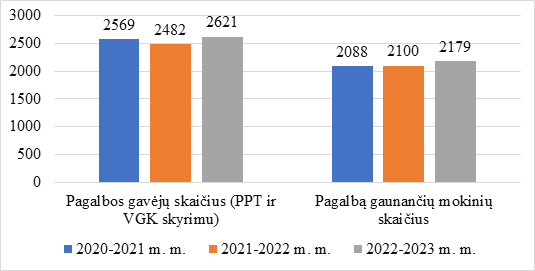 3000
2500
2000
1500
1000
500
0
2569
2482
2621
2088
2100
2179
Pagalbos gavėjų skaičius (PPT ir
VGK skyrimu)
Pagalbą gaunančių mokinių
skaičius
2020-2021 m. m.
2021-2022 m. m.
2022-2023 m. m.